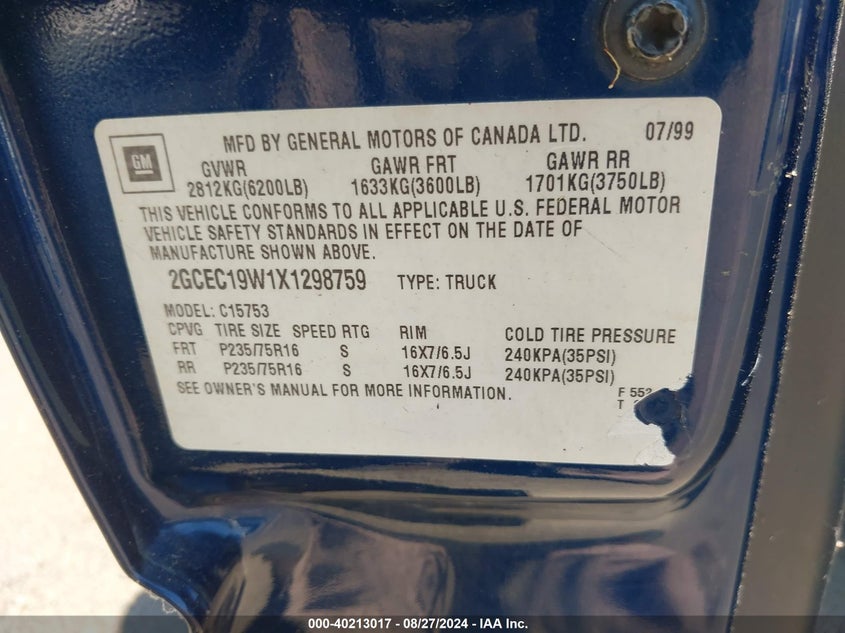 GM
MFD BY GENERAL MOTORS OF CANADA LTD. 07/99
GVWR GAWR FRT GAWR RR
2812KG(6200LB) 1633KG(3600LB) 1701KG(3750LB)
THIS VEHICLE CONFORMS TO ALL APPLICABLE U.S. FEDERAL MOTOR
VEHICLE SAFETY STANDARDS IN EFFECT ON THE DATE OF
MANUFACTURE SHOWN ABOVE.
2GCEC19W1X1298759 TYPE: TRUCK
MODEL: C15753
CPVG TIRE SIZE SPEED RTG RIM COLD TIRE PRESSURE
FRT P235/75R16 S 16X7/6.5J 240KPA(35PSI)
RR P235/75R16 S 16X7/6.5J 240KPA(35PSI)
SEE OWNER'S MANUAL FOR MORE INFORMATION.
F 552
T
000-40213017 - 08/27/2024 - IAA Inc.